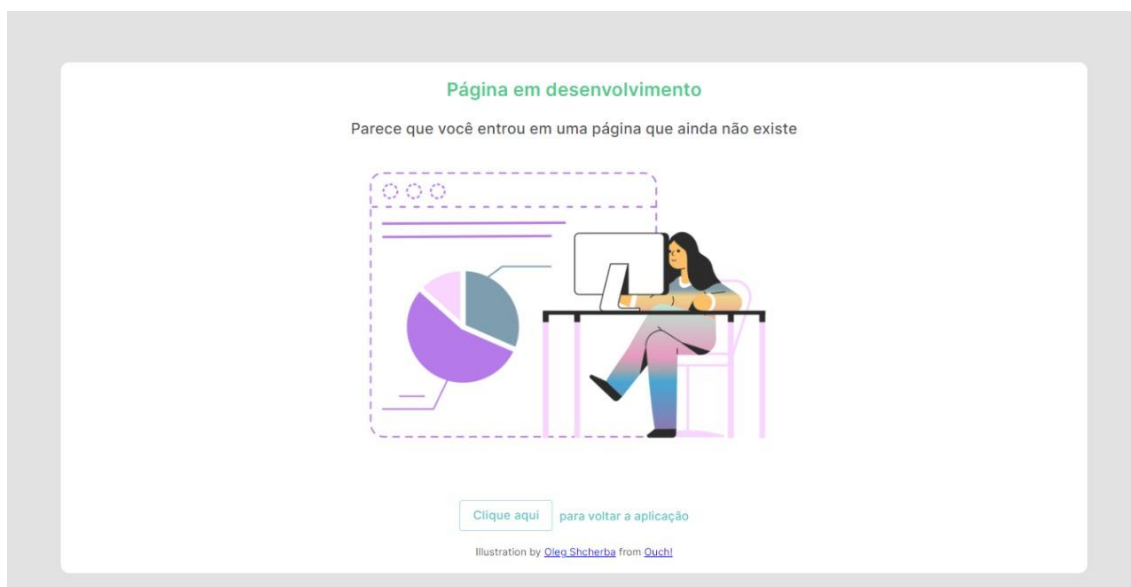 Página em desenvolvimento
Parece que você entrou em uma página que ainda não existe
Clique aqui para voltar a aplicação
Illustration by Oleg Shcherba from Ouch!